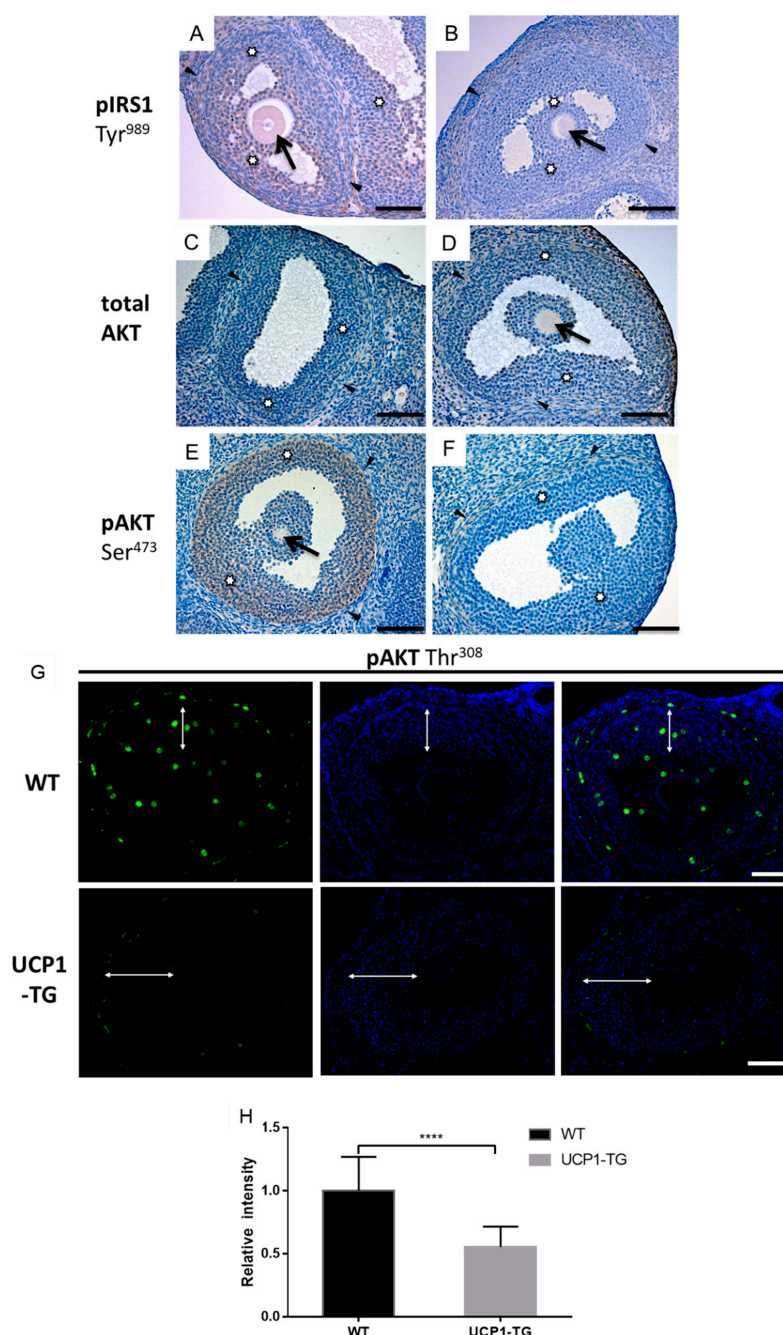 A
B
pIRS1
Tyr⁹⁸⁹
C
D
total
AKT
E
F
pAKT
Ser⁴⁷³
pAKT Thr³⁰⁸
G
WT
UCP1
-TG
H
1.5
1.0
0.5
0.0
Relative intensity
****
WT
UCP1-TG
WT
UCP1-TG